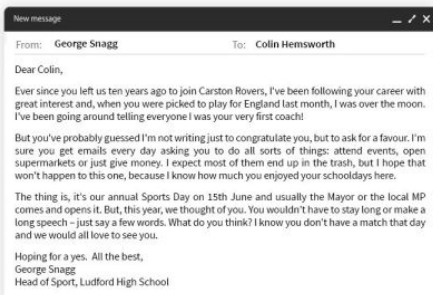 New message
From: George Snagg To: Colin Hemsworth
Dear Colin,
Ever since you left us ten years ago to join Carston Rovers, I've been following your career with
great interest and, when you were picked to play for England last month, I was over the moon.
I've been going around telling everyone I was your very first coach!
But you've probably guessed I'm not writing just to congratulate you, but to ask for a favour. I'm
sure you get emails every day asking you to do all sorts of things: attend events, open
supermarkets or just give money. I expect most of them end up in the trash, but I hope that
won't happen to this one, because I know how much you enjoyed your schooldays here.
The thing is, it's our annual Sports Day on 15th June and usually the Mayor or the local MP
comes and opens it. But, this year, we thought of you. You wouldn't have to stay long or make a
long speech – just say a few words. What do you think? I know you don't have a match that day
and we would all love to see you.
Hoping for a yes. All the best,
George Snagg
Head of Sport, Ludford High School